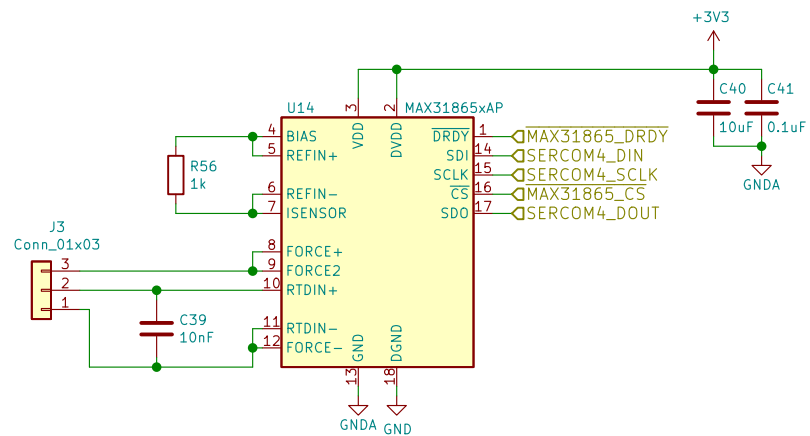 +3V3
C40
10uF
C41
0.1uF
GNDA
U14
MAX31865xAP
3
2
VDD
DVDD
4
BIAS
5
REFIN+
6
REFIN-
7
ISENSOR
8
FORCE+
9
FORCE2
10
RTDIN+
11
RTDIN-
12
FORCE-
DRDY
1
MAX31865_DRDY
SDI
14
SERCOM4_DIN
SCLK
15
SERCOM4_SCLK
CS
16
MAX31865_CS
SDO
17
SERCOM4_DOUT
R56
1k
J3
Conn_01x03
3
2
1
C39
10nF
GND
DGND
13
18
GNDA
GND